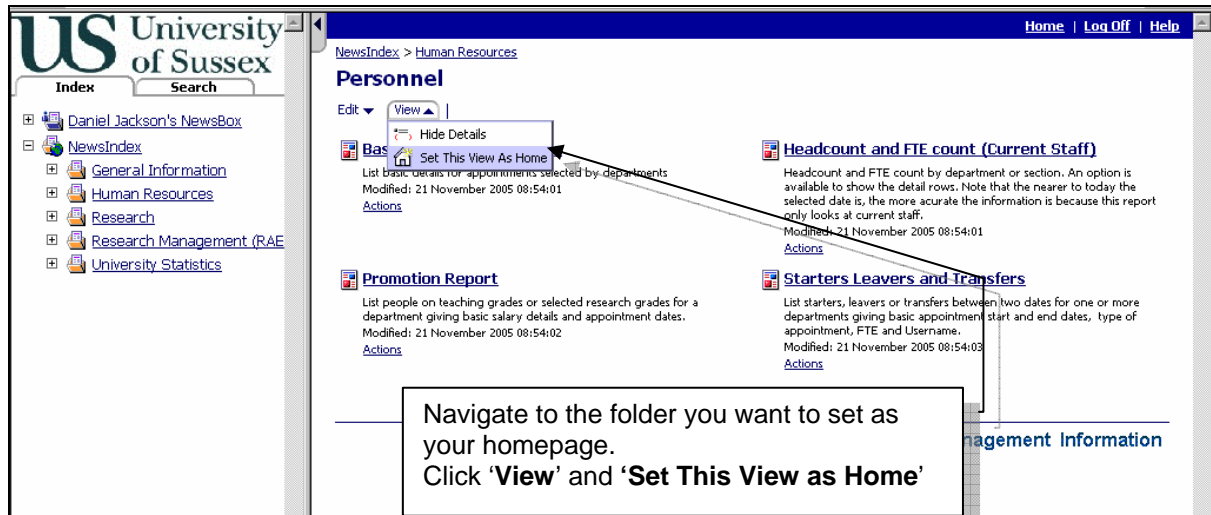 US University
of Sussex
Index Search
Daniel Jackson's NewsBox
NewsIndex
General Information
Human Resources
Research
Research Management (RAE
University Statistics
Home | Log Off | Help
NewsIndex > Human Resources
Personnel
Edit View |
Hide Details
Set This View As Home
List basic details for appointments selected by departments
Modified: 21 November 2005 08:54:01
Actions
Headcount and FTE count (Current Staff)
Headcount and FTE count by department or section. An option is
available to show the detail rows. Note that the nearer to today the
selected date is, the more acurate the information is because this report
only looks at current staff.
Modified: 21 November 2005 08:54:01
Actions
Promotion Report
List people on teaching grades or selected research grades for a
department giving basic salary details and appointment dates.
Modified: 21 November 2005 08:54:02
Actions
Starters Leavers and Transfers
List starters, leavers or transfers between two dates for one or more
departments giving basic appointment start and end dates, type of
appointment, FTE and Username.
Modified: 21 November 2005 08:54:03
Actions
Navigate to the folder you want to set as
your homepage.
Click ‘View’ and ‘Set This View as Home’
nagement Information